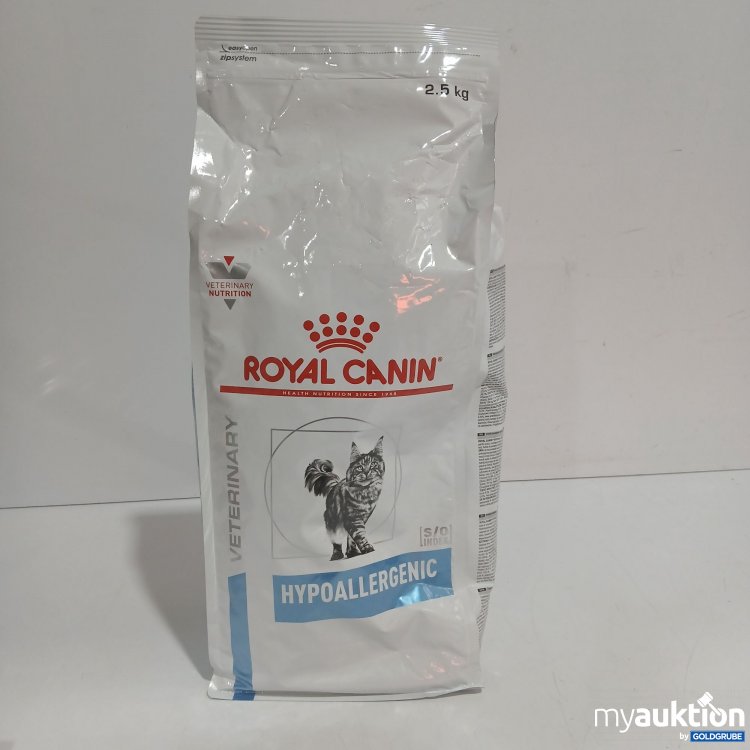 easy open
zipsystem
2.5 kg
VETERINARY
NUTRITION
ROYAL CANIN®
HEALTH NUTRITION SINCE 1968
VETERINARY
S/O
INDEX
HYPOALLERGENIC
myauktion
by GOLDGRUBE